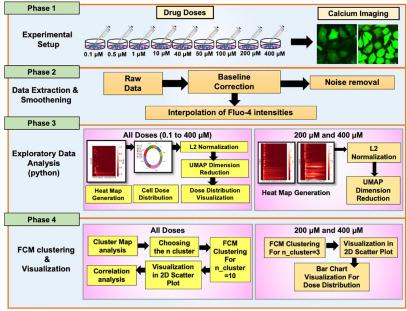 Phase 1
Experimental
Setup
Drug Doses
0.1 µM 0.5 µM 1 µM 10 µM 40 µM 50 µM 100 µM 200 µM 400 µM
Calcium Imaging
Phase 2
Data Extraction &
Smoothening
Raw
Data
Baseline
Correction
Noise removal
Interpolation of Fluo-4 intensities
Phase 3
Exploratory Data
Analysis
(python)
All Doses (0.1 to 400 µM)
Heat Map
Generation
Cell Dose
Distribution
L2 Normalization
UMAP Dimension
Reduction
Dose Distribution
Visualization
200 µM and 400 µM
Heat Map Generation
L2
Normalization
UMAP
Dimension
Reduction
Phase 4
FCM clustering
&
Visualization
All Doses
Cluster Map
analysis
Choosing
the n cluster
FCM
Clustering
For
n_cluster
=10
Visualization
in 2D Scatter
Plot
Correlation
analysis
200 µM and 400 µM
FCM Clustering
For n_cluster=3
Visualization in
2D Scatter Plot
Bar Chart
Visualization For
Dose Distribution